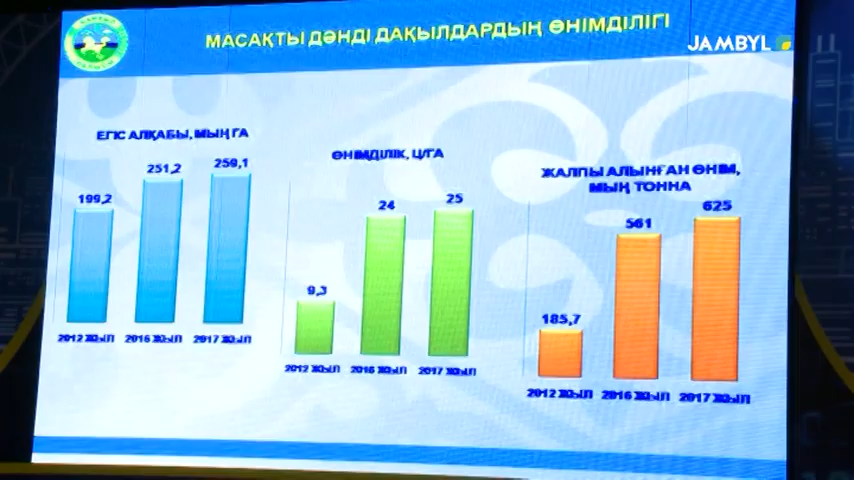 МАСАҚТЫ ДӘНДІ ДАҚЫЛДАРДЫҢ ӨНІМДІЛІГІ
JAMBYL
ЕГІС АЛҚАБЫ, МЫҢ ГА
199,2
251,2
259,1
2012 ЖЫЛ
2016 ЖЫЛ
2017 ЖЫЛ
ӨНІМДІЛІК, Ц/ГА
9,3
24
25
2012 ЖЫЛ
2016 ЖЫЛ
2017 ЖЫЛ
ЖАЛПЫ АЛЫНҒАН ӨНІМ,
МЫҢ ТОННА
185,7
561
625
2012 ЖЫЛ
2016 ЖЫЛ
2017 ЖЫЛ